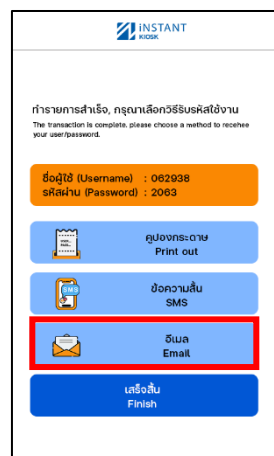 INSTANT
KIOSK
ทำรายการสำเร็จ, กรุณาเลือกวิธีรับรหัสใช้งาน
The transaction is complete. please choose a method to recehee
your user/password.
ชื่อผู้ใช้ (Username) : 062938
รหัสผ่าน (Password) : 2063
คูปองกระดาษ
Print out
SMS
ข้อความสั้น
SMS
อีเมล
Email
เสร็จสิ้น
Finish